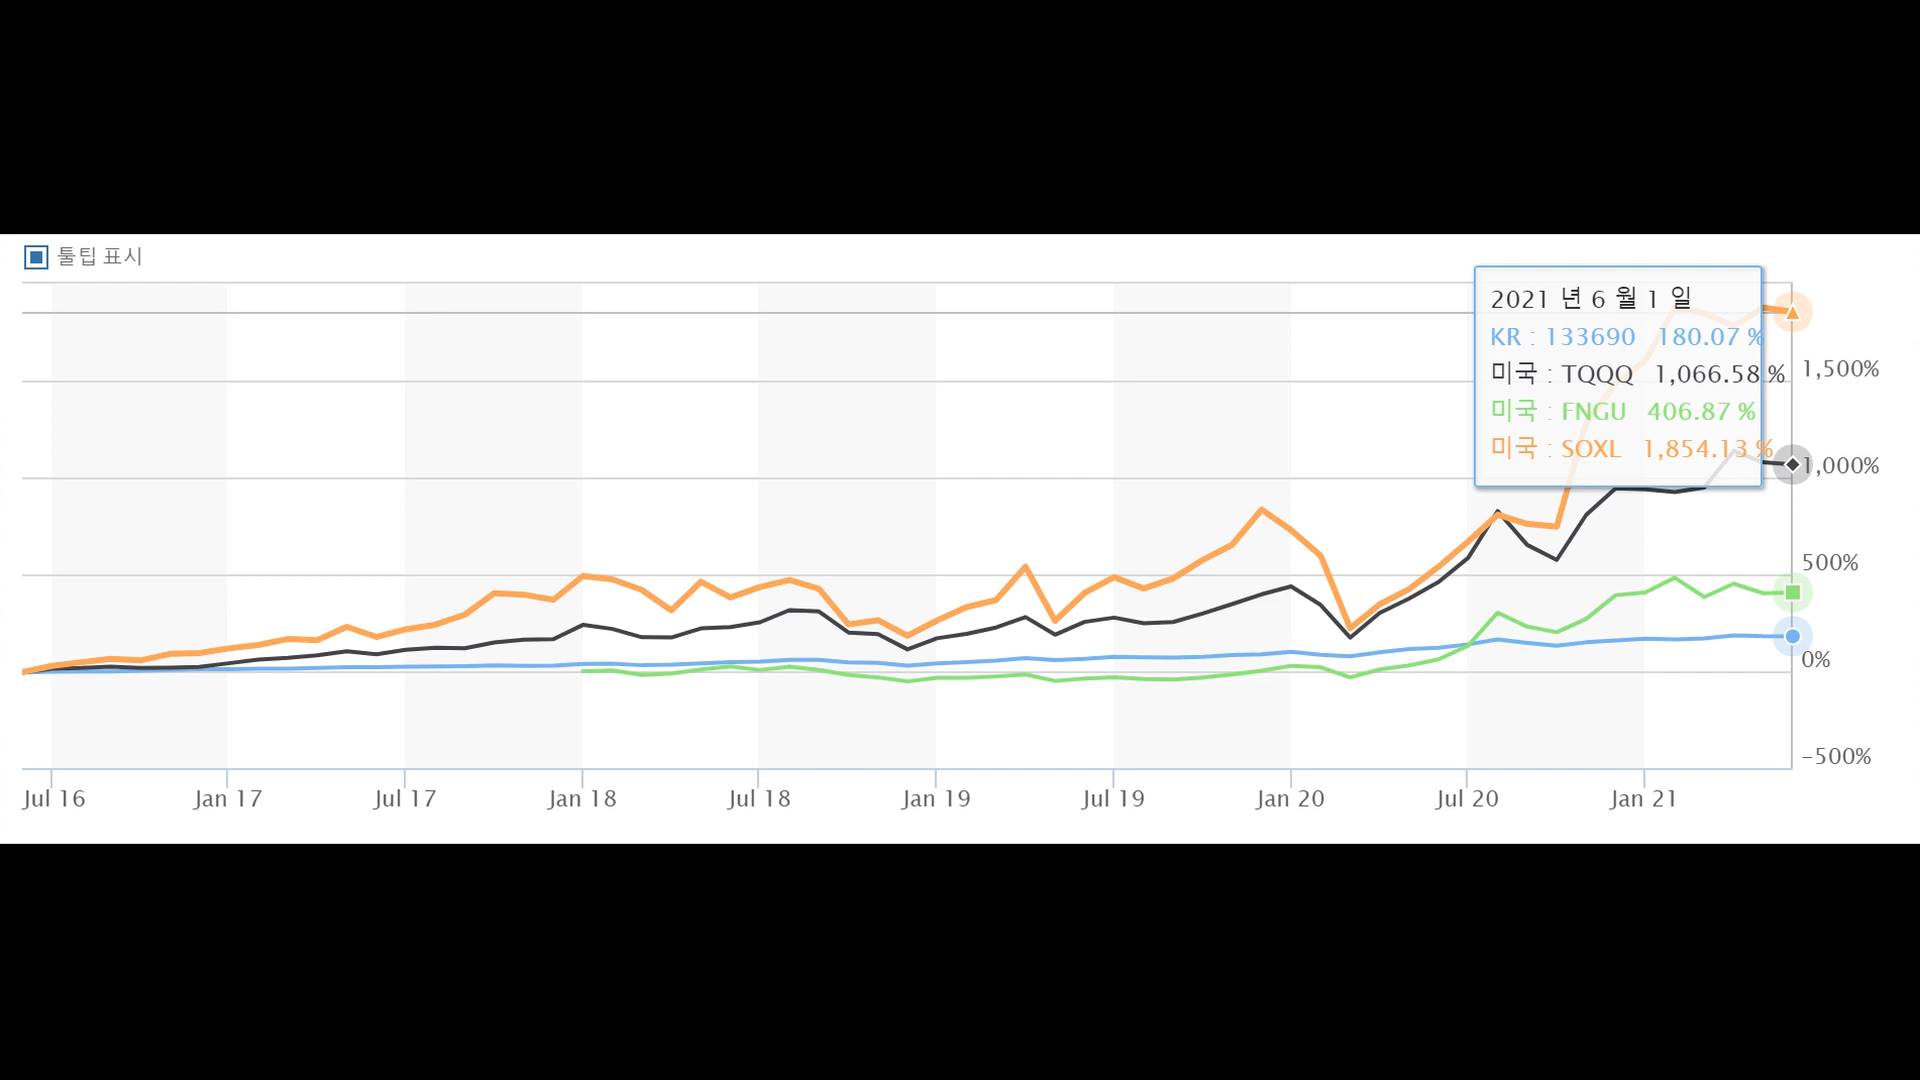 툴팁 표시
2021 년 6 월 1 일
KR : 133690 180.07 %
미국 : TQQQ 1,066.58 %
미국 : FNGU 406.87 %
미국 : SOXL 1,854.13 %
1,500%
1,000%
500%
0%
-500%
Jul 16 Jan 17 Jul 17 Jan 18 Jul 18 Jan 19 Jul 19 Jan 20 Jul 20 Jan 21